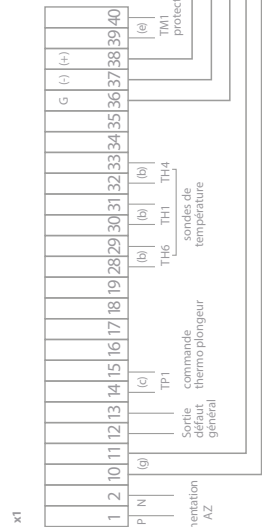 x1
1 2 10 11 12 13 14 15 16 17 18 19 28 29 30 31 32 33 34 35 36 37 38 39 40
P N (g) (c) (b) (b) (b) G (-) (+) (e)
TP1 TH6 TH1 TH4 TM1
mentation
AZ
Sortie
défaut
général
commande
thermo plongeur
sondes de
température
protect